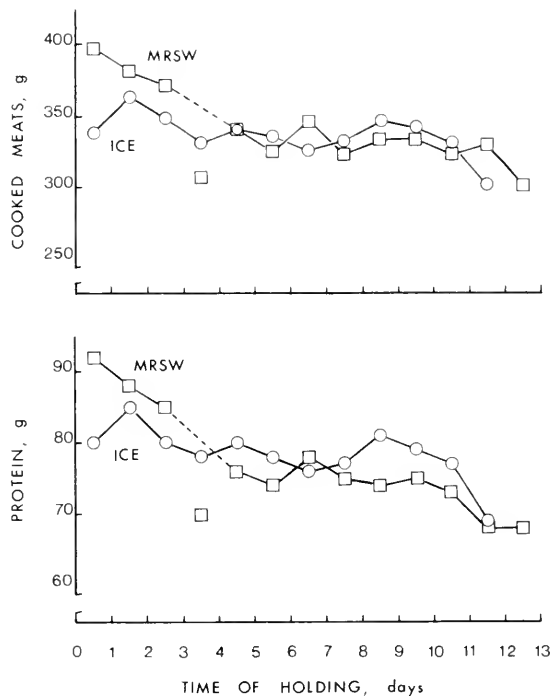 400
350
300
250
COOKED MEATS, g
MRSW
ICE
90
80
70
60
PROTEIN, g
MRSW
ICE
0 1 2 3 4 5 6 7 8 9 10 11 12 13
TIME OF HOLDING, days